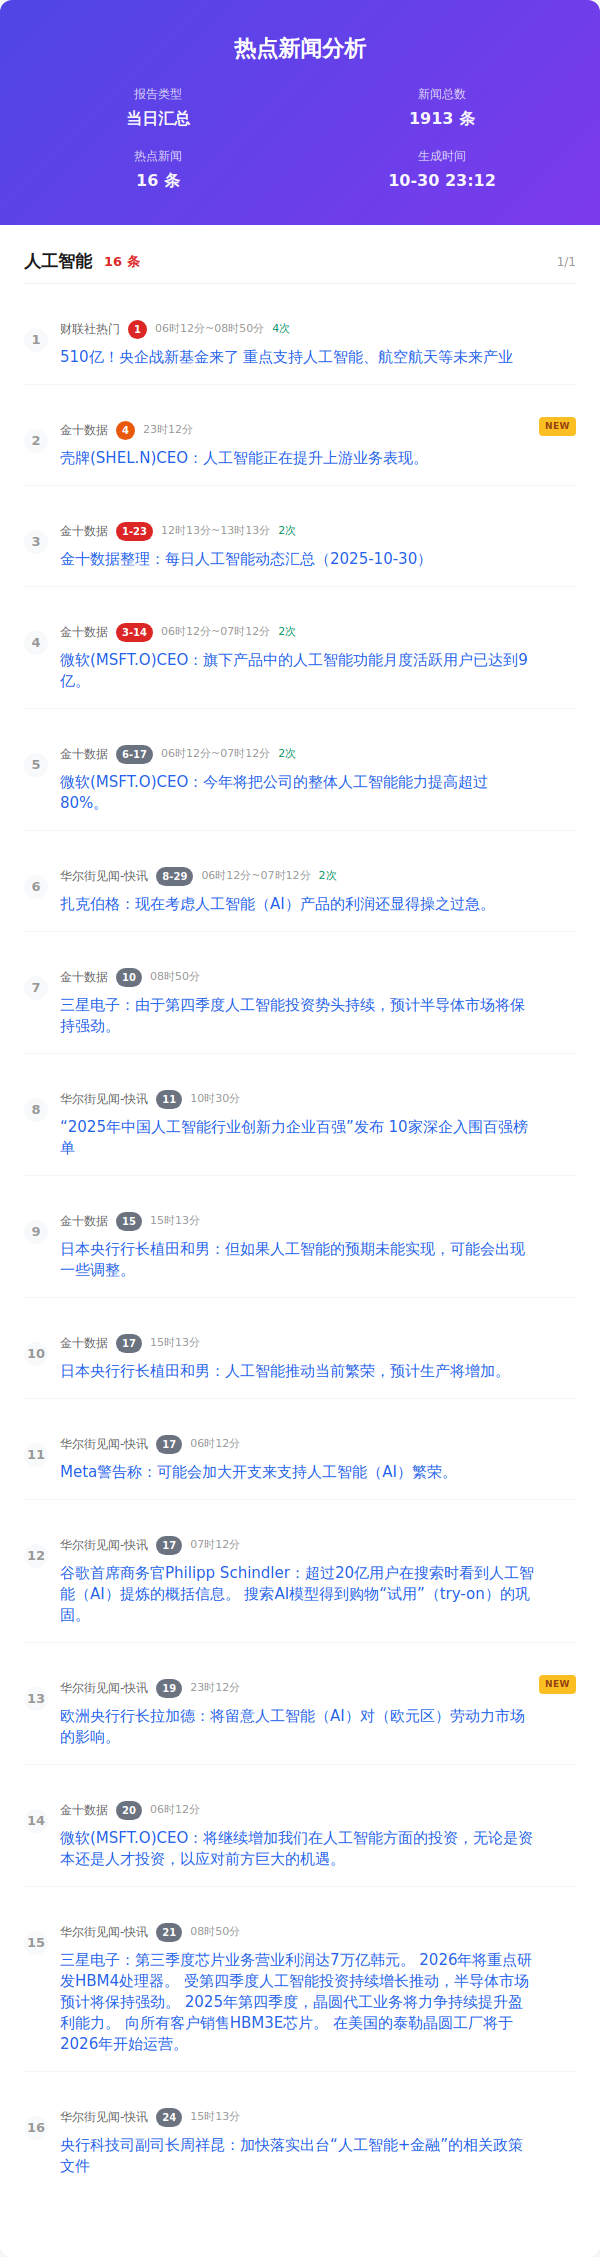 热点新闻分析
报告类型
新闻总数
当日汇总
1913 条
热点新闻
生成时间
16 条
10-30 23:12
人工智能 16 条 1/1
1 财联社热门 1 06时12分~08时50分 4次
510亿！央企战新基金来了 重点支持人工智能、航空航天等未来产业
2 金十数据 4 23时12分 NEW
壳牌(SHEL.N)CEO：人工智能正在提升上游业务表现。
3 金十数据 1-23 12时13分~13时13分 2次
金十数据整理：每日人工智能动态汇总（2025-10-30）
4 金十数据 3-14 06时12分~07时12分 2次
微软(MSFT.O)CEO：旗下产品中的人工智能功能月度活跃用户已达到9
亿。
5 金十数据 6-17 06时12分~07时12分 2次
微软(MSFT.O)CEO：今年将把公司的整体人工智能能力提高超过
80%。
6 华尔街见闻-快讯 8-29 06时12分~07时12分 2次
扎克伯格：现在考虑人工智能（AI）产品的利润还显得操之过急。
7 金十数据 10 08时50分
三星电子：由于第四季度人工智能投资势头持续，预计半导体市场将保
持强劲。
8 华尔街见闻-快讯 11 10时30分
“2025年中国人工智能行业创新力企业百强”发布 10家深企入围百强榜
单
9 金十数据 15 15时13分
日本央行行长植田和男：但如果人工智能的预期未能实现，可能会出现
一些调整。
10 金十数据 17 15时13分
日本央行行长植田和男：人工智能推动当前繁荣，预计生产将增加。
11 华尔街见闻-快讯 17 06时12分
Meta警告称：可能会加大开支来支持人工智能（AI）繁荣。
12 华尔街见闻-快讯 17 07时12分
谷歌首席商务官Philipp Schindler：超过20亿用户在搜索时看到人工智
能（AI）提炼的概括信息。 搜索AI模型得到购物“试用”（try-on）的巩
固。
13 华尔街见闻-快讯 19 23时12分 NEW
欧洲央行行长拉加德：将留意人工智能（AI）对（欧元区）劳动力市场
的影响。
14 金十数据 20 06时12分
微软(MSFT.O)CEO：将继续增加我们在人工智能方面的投资，无论是资
本还是人才投资，以应对前方巨大的机遇。
15 华尔街见闻-快讯 21 08时50分
三星电子：第三季度芯片业务营业利润达7万亿韩元。 2026年将重点研
发HBM4处理器。 受第四季度人工智能投资持续增长推动，半导体市场
预计将保持强劲。 2025年第四季度，晶圆代工业务将力争持续提升盈
利能力。 向所有客户销售HBM3E芯片。 在美国的泰勒晶圆工厂将于
2026年开始运营。
16 华尔街见闻-快讯 24 15时13分
央行科技司副司长周祥昆：加快落实出台“人工智能+金融”的相关政策
文件